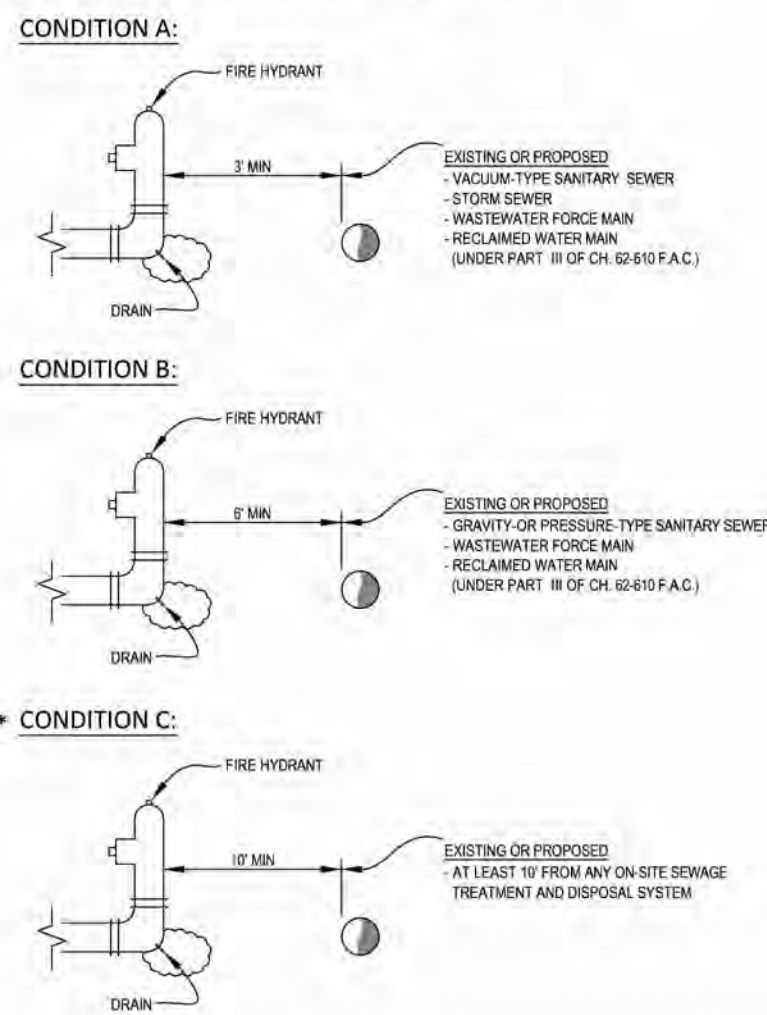 CONDITION A:
FIRE HYDRANT
3' MIN
EXISTING OR PROPOSED
- VACUUM-TYPE SANITARY SEWER
- STORM SEWER
- WASTEWATER FORCE MAIN
- RECLAIMED WATER MAIN
(UNDER PART III OF CH. 62-610 F.A.C.)
DRAIN
CONDITION B:
FIRE HYDRANT
6' MIN
EXISTING OR PROPOSED
- GRAVITY-OR PRESSURE-TYPE SANITARY SEWER
- WASTEWATER FORCE MAIN
- RECLAIMED WATER MAIN
(UNDER PART III OF CH. 62-610 F.A.C.)
DRAIN
* CONDITION C:
FIRE HYDRANT
10' MIN
EXISTING OR PROPOSED
- AT LEAST 10' FROM ANY ON-SITE SEWAGE
TREATMENT AND DISPOSAL SYSTEM
DRAIN